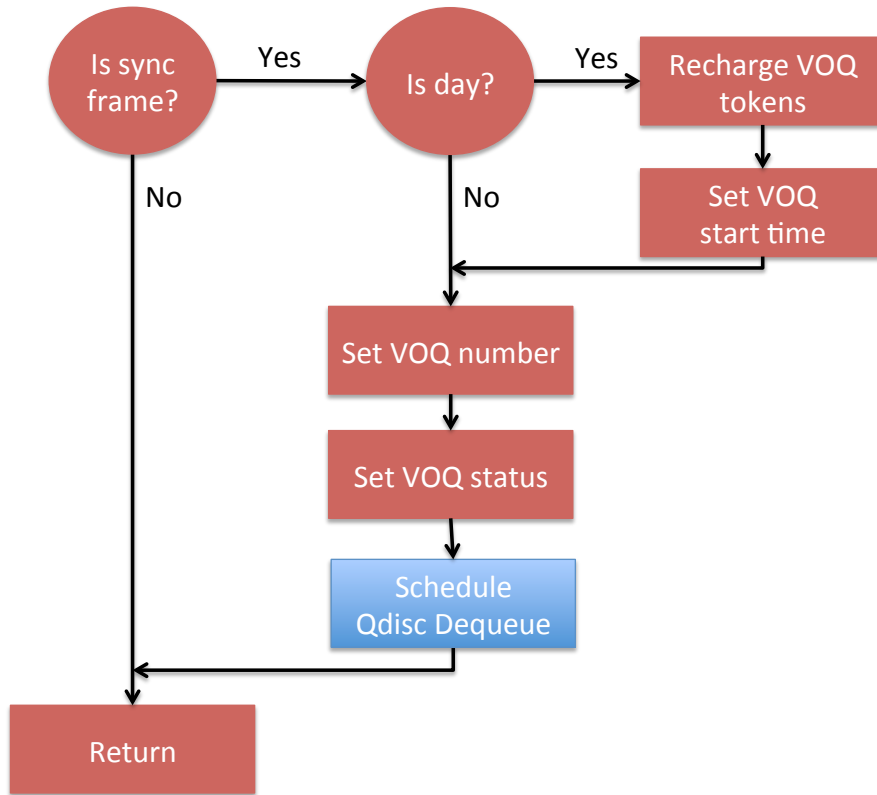 Is sync
frame?
Yes
Is day?
Yes
Recharge VOQ
tokens
No
No
Set VOQ
start time
Set VOQ number
Set VOQ status
Schedule
Qdisc Dequeue
Return